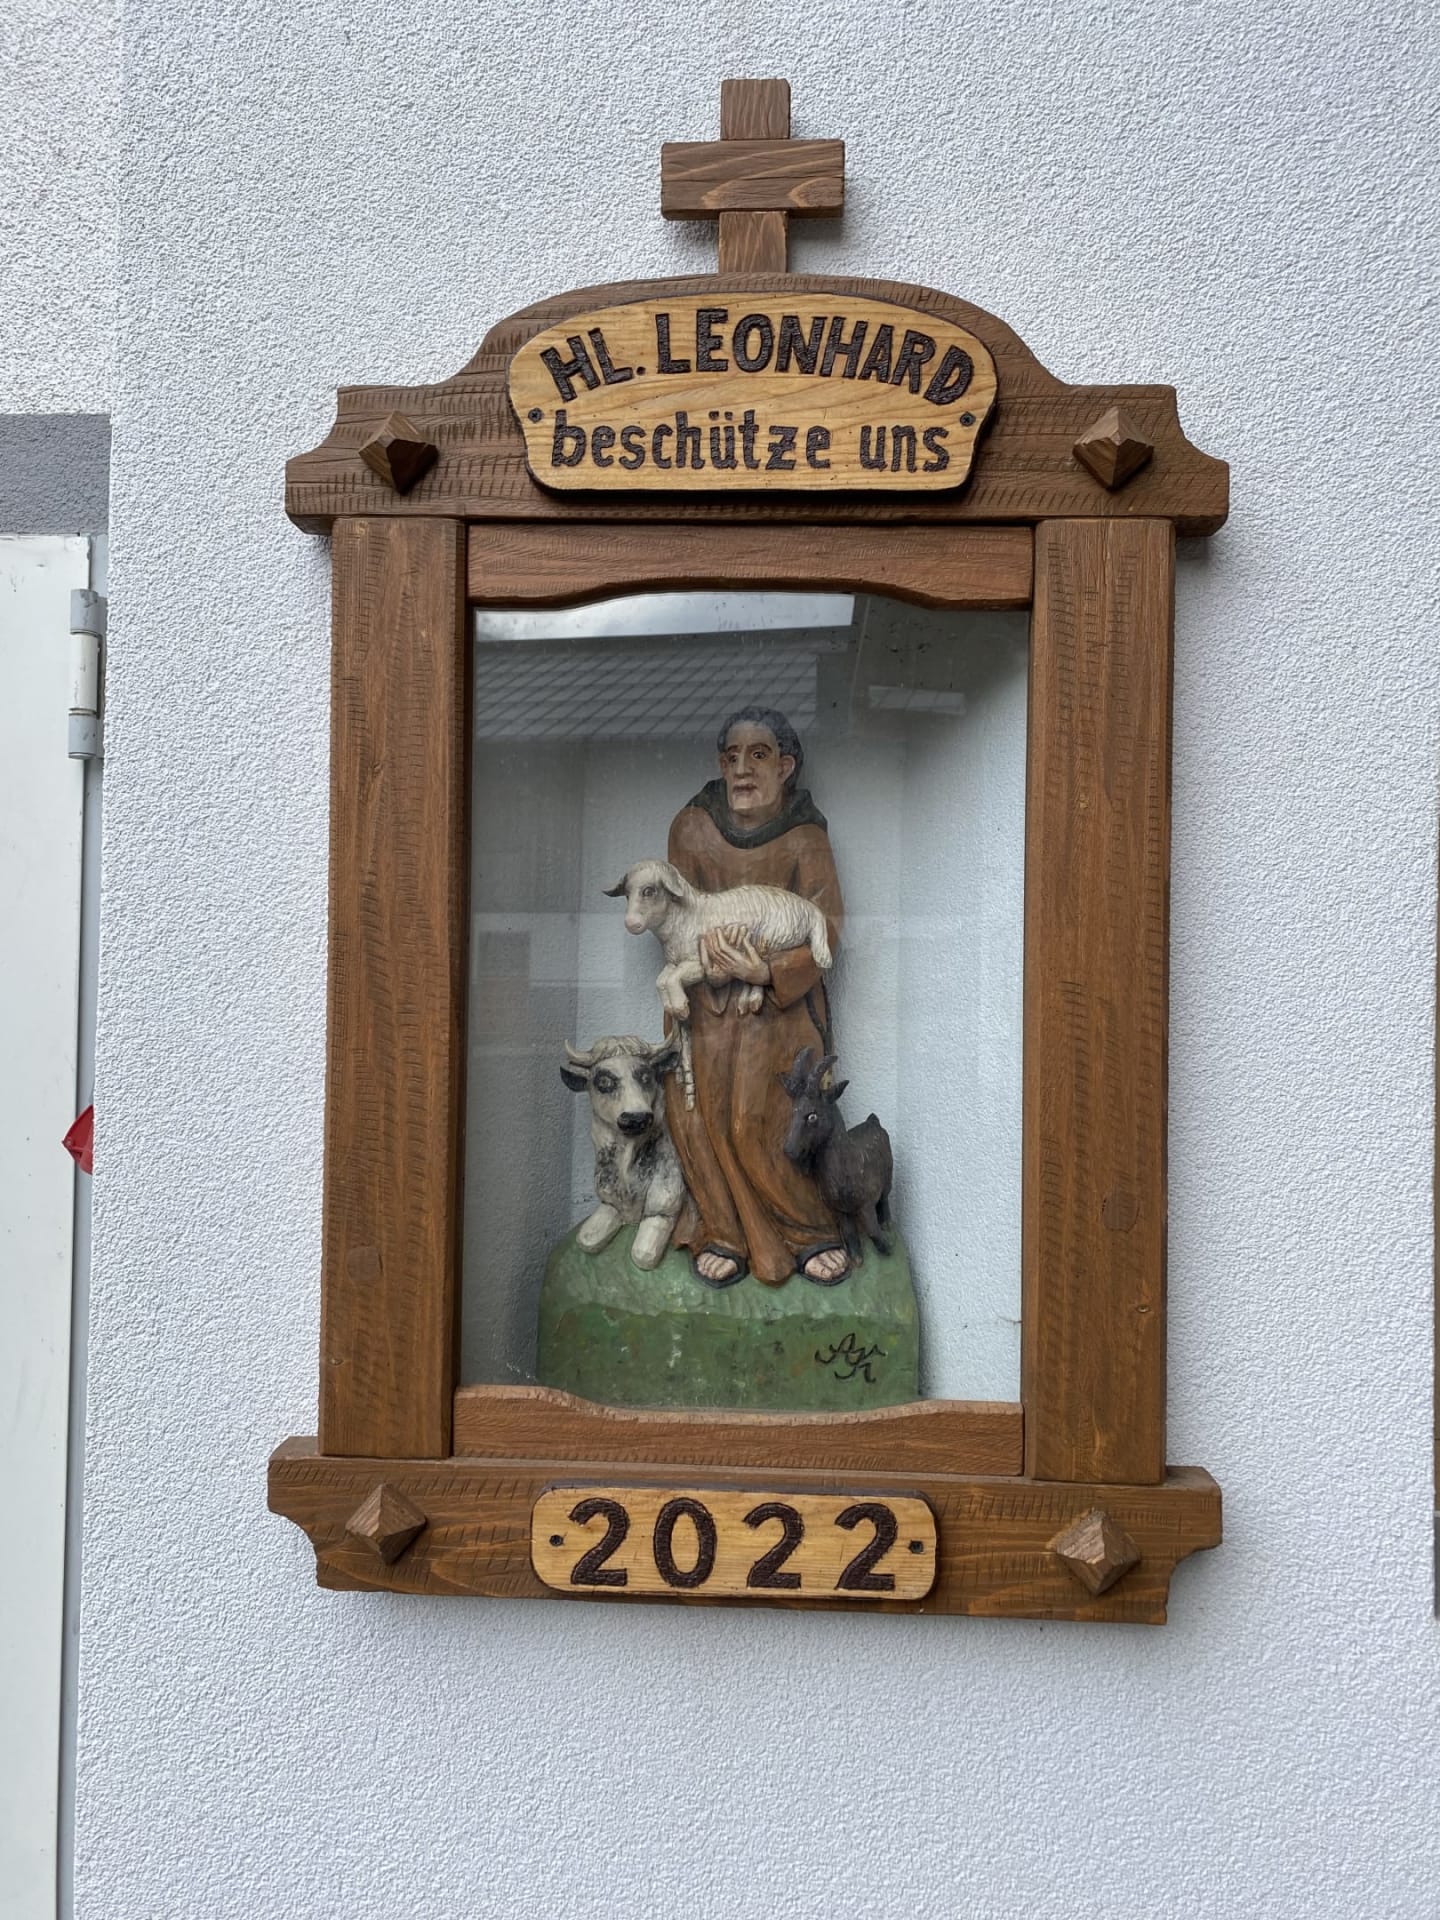 HL. LEONHARD
beschütze uns
2022